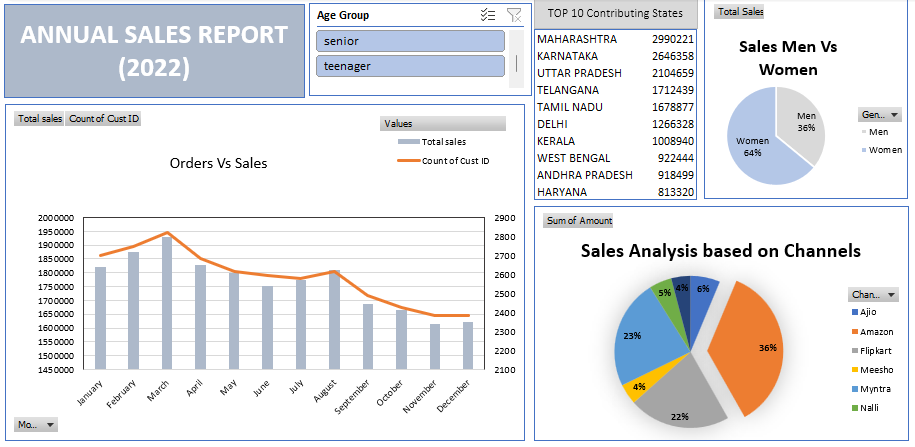 ANNUAL SALES REPORT
(2022)
Age Group
senior
teenager
TOP 10 Contributing States
MAHARASHTRA 2990221
KARNATAKA 2646358
UTTAR PRADESH 2104659
TELANGANA 1712439
TAMIL NADU 1678877
DELHI 1266328
KERALA 1008940
WEST BENGAL 922444
ANDHRA PRADESH 918499
HARYANA 813320
Total Sales
Sales Men Vs
Women
Men
36%
Women
64%
Gen...
Men
Women
Total sales Count of Cust ID
Values
Total sales
Count of Cust ID
Orders Vs Sales
2000000
1950000
1900000
1850000
1800000
1750000
1700000
1650000
1600000
1550000
1500000
1450000
2900
2800
2700
2600
2500
2400
2300
2200
2100
January
February
March
April
May
June
July
August
September
October
November
December
Mo...
Sum of Amount
Sales Analysis based on Channels
6%
36%
22%
4%
23%
5%
4%
Chan...
Ajio
Amazon
Flipkart
Meesho
Myntra
Nalli